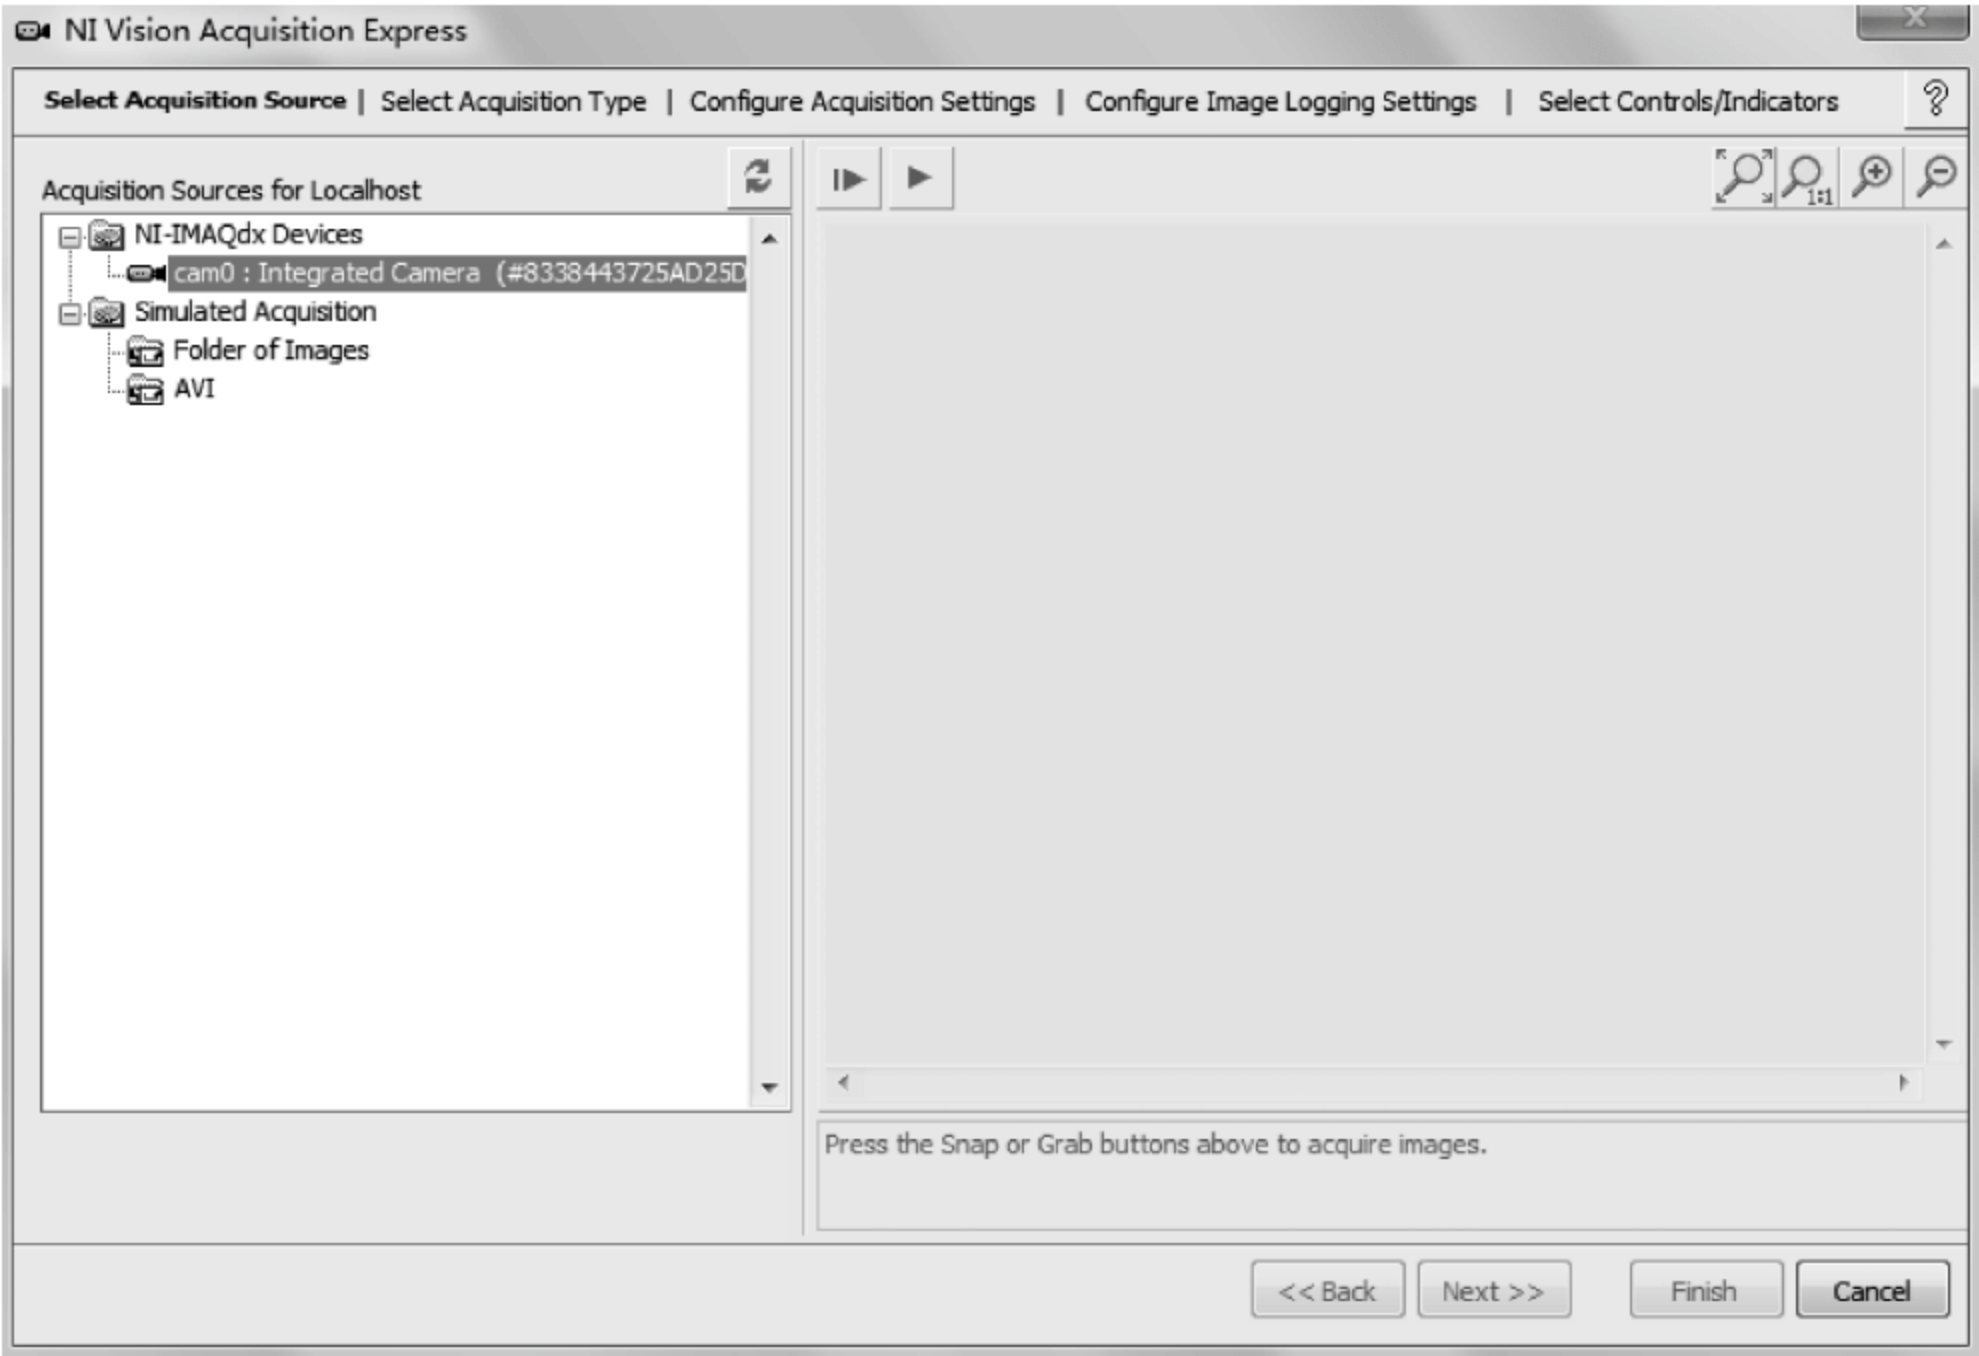 NI Vision Acquisition Express
X
Select Acquisition Source | Select Acquisition Type | Configure Acquisition Settings | Configure Image Logging Settings | Select Controls/Indicators ?
Acquisition Sources for Localhost
1:1
NI-IMAQdx Devices
cam0 : Integrated Camera (#8338443725AD25D
Simulated Acquisition
Folder of Images
AVI
Press the Snap or Grab buttons above to acquire images.
<< Back Next >> Finish Cancel